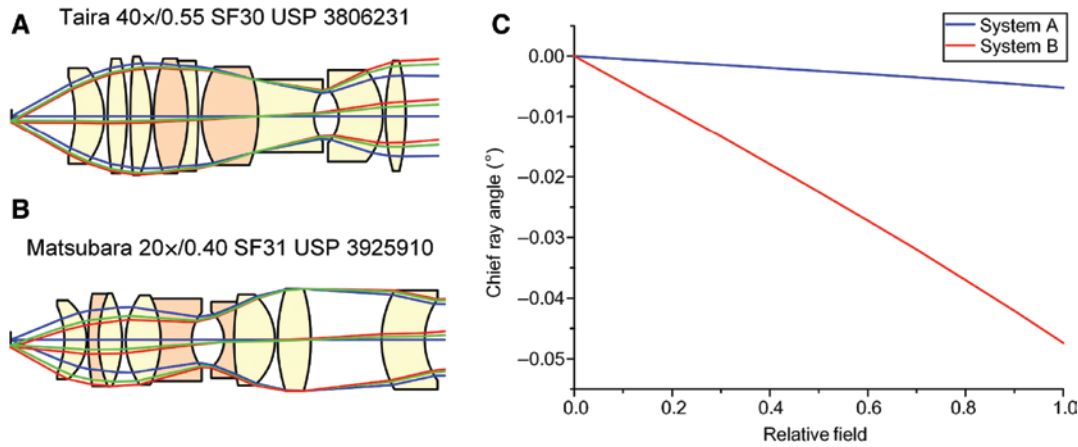 A
Taira 40×/0.55 SF30 USP 3806231
B
Matsubara 20×/0.40 SF31 USP 3925910
C
System A
System B
0.00
−0.01
−0.02
−0.03
−0.04
−0.05
Chief ray angle (°)
0.0 0.2 0.4 0.6 0.8 1.0
Relative field